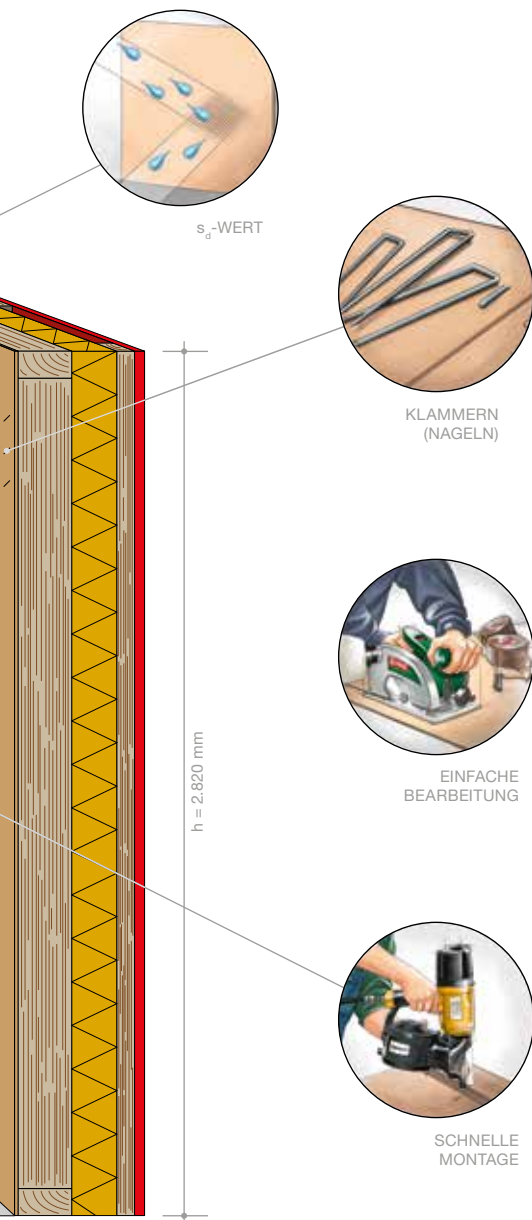 s_d-WERT
KLAMMERN
(NAGELN)
EINFACHE
BEARBEITUNG
h = 2.820 mm
SCHNELLE
MONTAGE